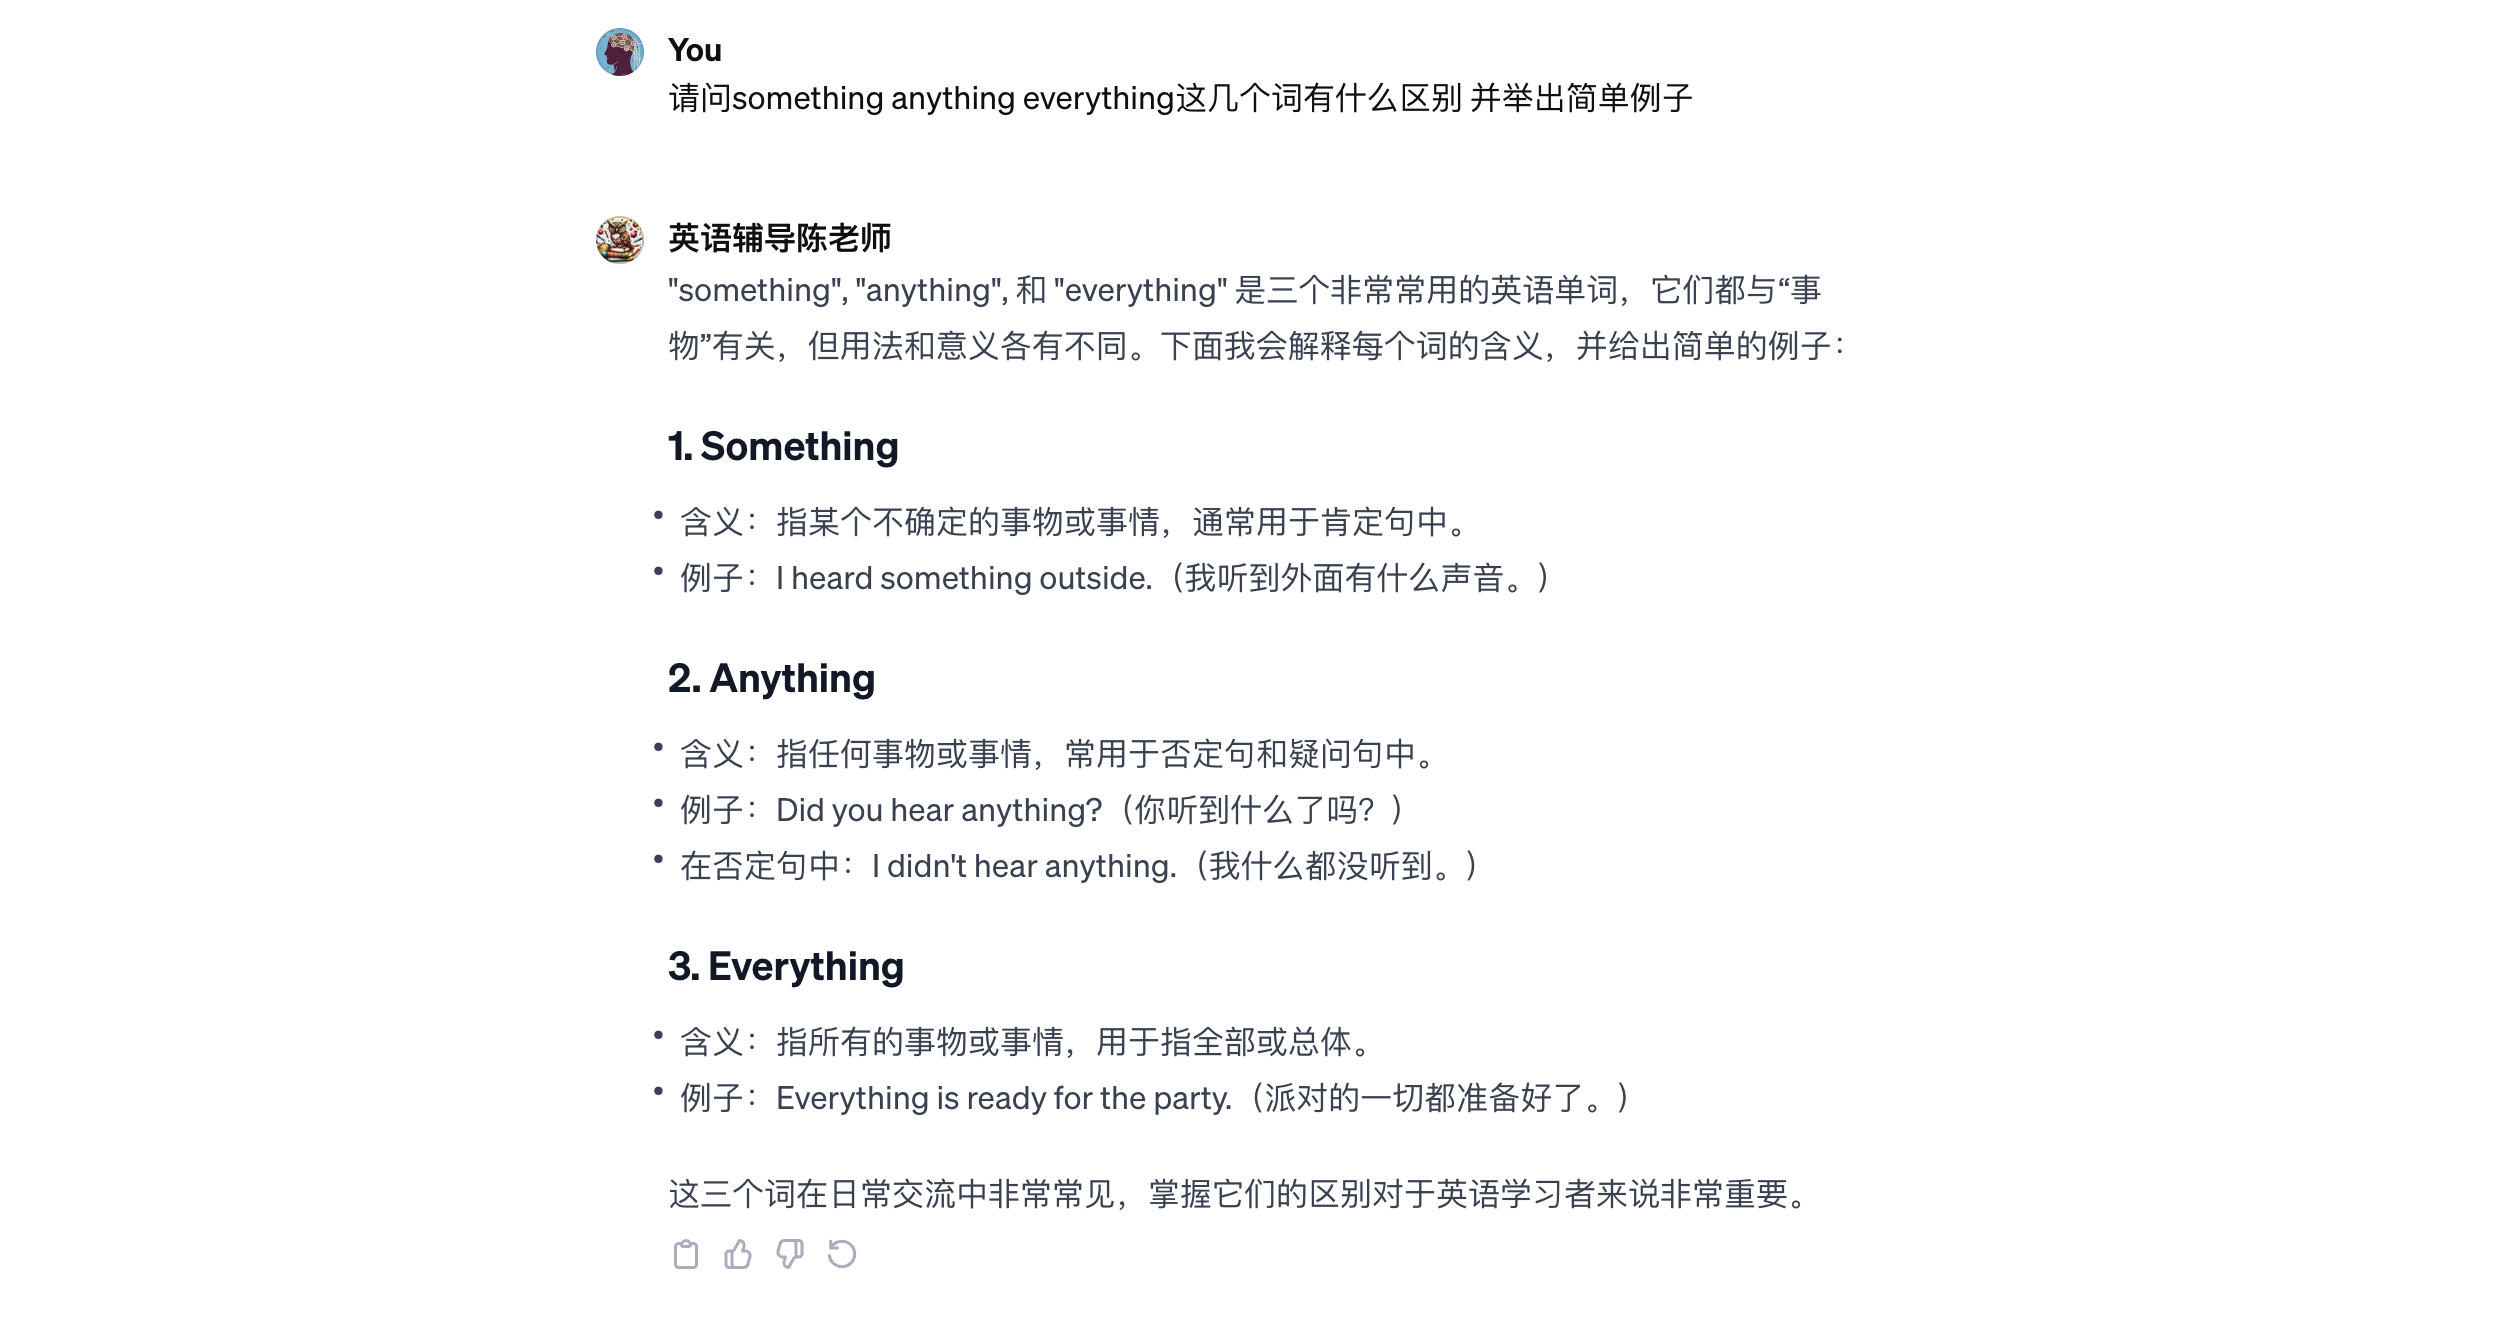 You
请问something anything everything这几个词有什么区别 并举出简单例子
英语辅导陈老师
"something", "anything", 和 "everything" 是三个非常常用的英语单词，它们都与“事
物”有关，但用法和意义各有不同。下面我会解释每个词的含义，并给出简单的例子：
1. Something
• 含义：指某个不确定的事物或事情，通常用于肯定句中。
• 例子：I heard something outside.（我听到外面有什么声音。）
2. Anything
• 含义：指任何事物或事情，常用于否定句和疑问句中。
• 例子：Did you hear anything?（你听到什么了吗？）
• 在否定句中：I didn't hear anything.（我什么都没听到。）
3. Everything
• 含义：指所有的事物或事情，用于指全部或总体。
• 例子：Everything is ready for the party.（派对的一切都准备好了。）
这三个词在日常交流中非常常见，掌握它们的区别对于英语学习者来说非常重要。